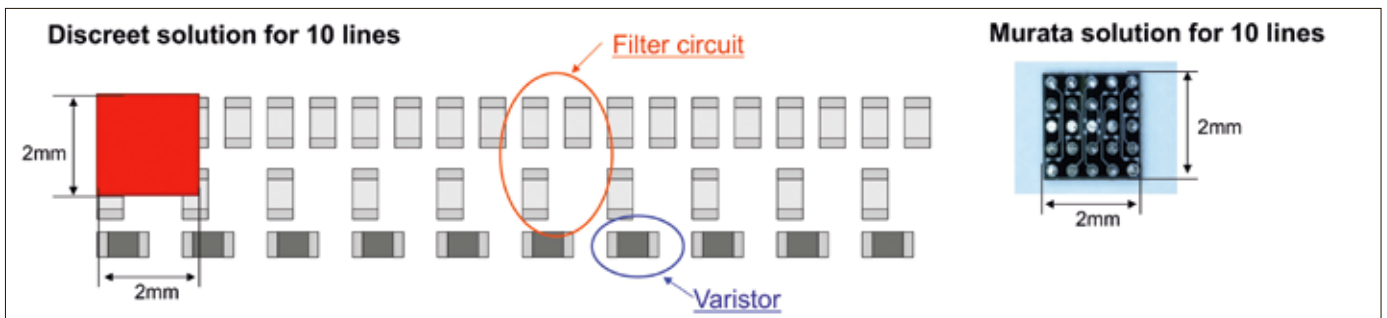 Discreet solution for 10 lines
Filter circuit
Murata solution for 10 lines
2mm
2mm
2mm
2mm
Varistor